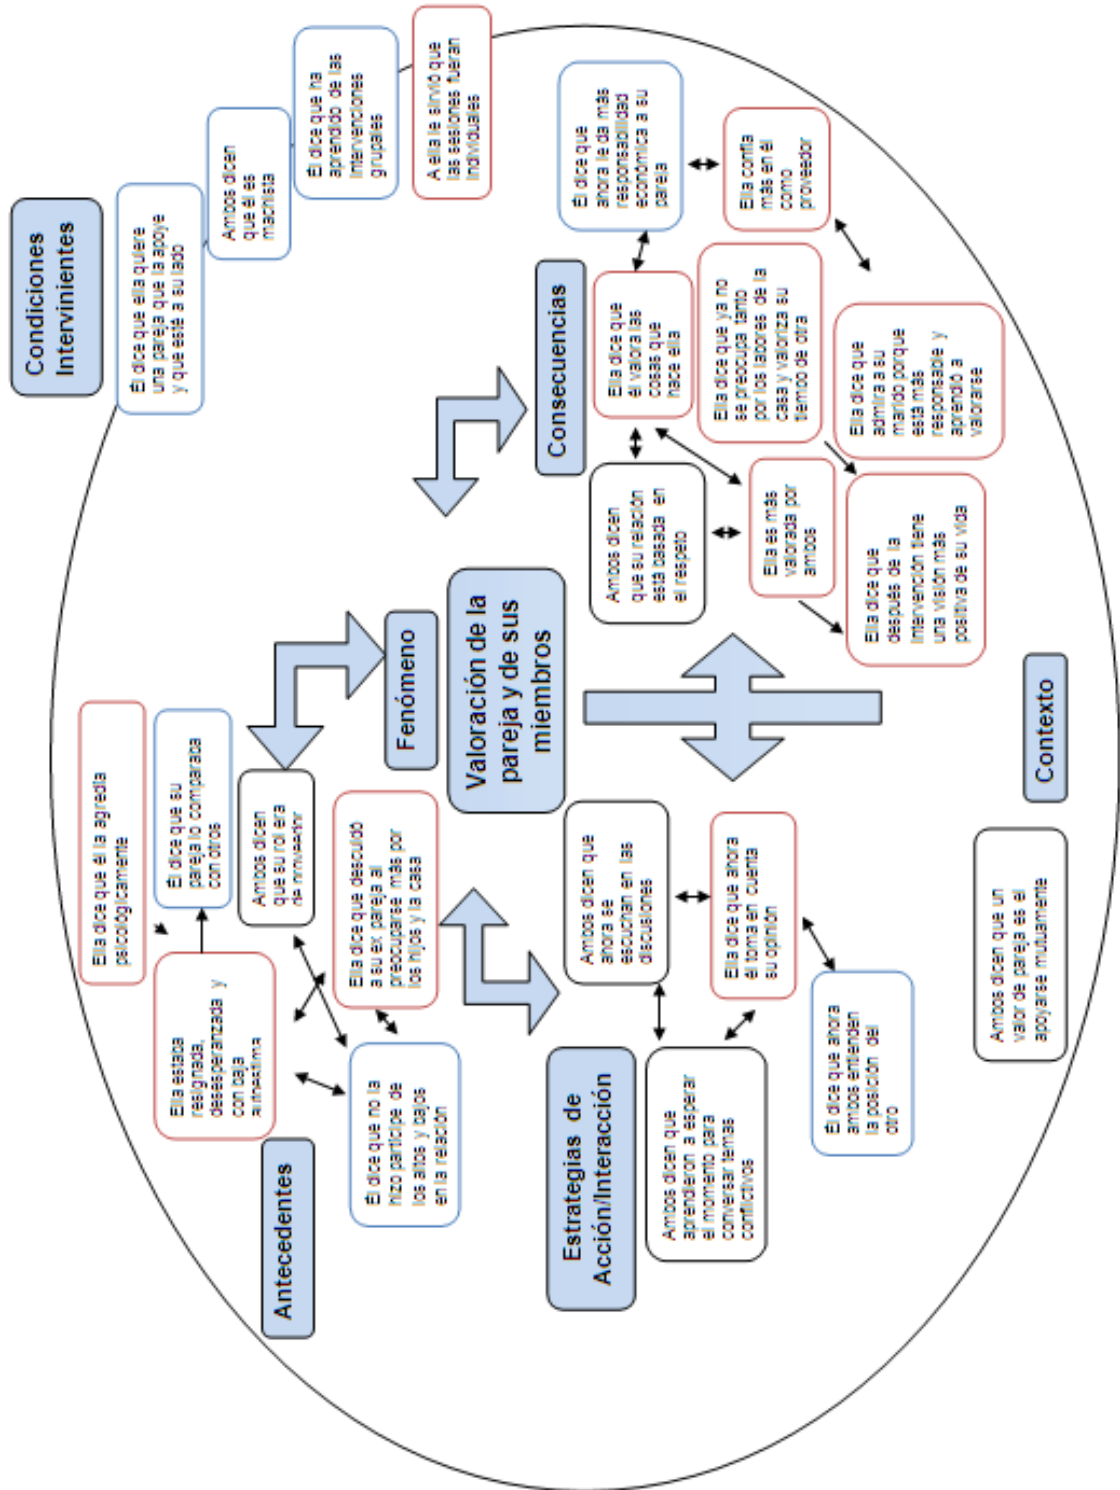 Condiciones
Intervinientes
Él dice que ella quiere
una pareja que la apoye
y que esté a su lado
Ambos dicen
que él es
machista
Él dice que ha
aprendido de las
intervenciones
grupales
A ella le sirvió que
las sesiones fueran
individuales
Antecedentes
Ella dice que él la agredía
psicológicamente
Ella estaba
resignada,
desesperanzada y
con baja
autoestima
Él dice que su
pareja lo comparaba
con otros
Ambos dicen
que su rol era
de proveedor
Ella dice que descuidó
a su ex pareja al
preocuparse más por
los hijos y la casa
Él dice que no la
hizo partícipe de
los altos y bajos
en la relación
Fenómeno
Valoración de la
pareja y de sus
miembros
Estrategias de
Acción/Interacción
Ambos dicen que
ahora se
escuchan en las
discusiones
Ambos dicen que
aprendieron a esperar
el momento para
conversar temas
conflictivos
Ella dice que ahora
él toma en cuenta
su opinión
Él dice que ahora
ambos entienden
la posición del
otro
Consecuencias
Él dice que
ahora le da más
responsabilidad
económica a su
pareja
Ella dice que
él valora las
cosas que
hace ella
Ambos dicen
que su relación
está basada en
el respeto
Ella confía
más en él
como
proveedor
Ella dice que ya no
se preocupa tanto
por los labores de la
casa y valoriza su
tiempo de otra
Ella es más
valorada por
ambos
Ella dice que
admira a su
marido porque
está más
responsable y
aprendió a
valorarse
Ella dice que
después de la
intervención tiene
una visión más
positiva de su vida
Contexto
Ambos dicen que un
valor de pareja es el
apoyarse mutuamente